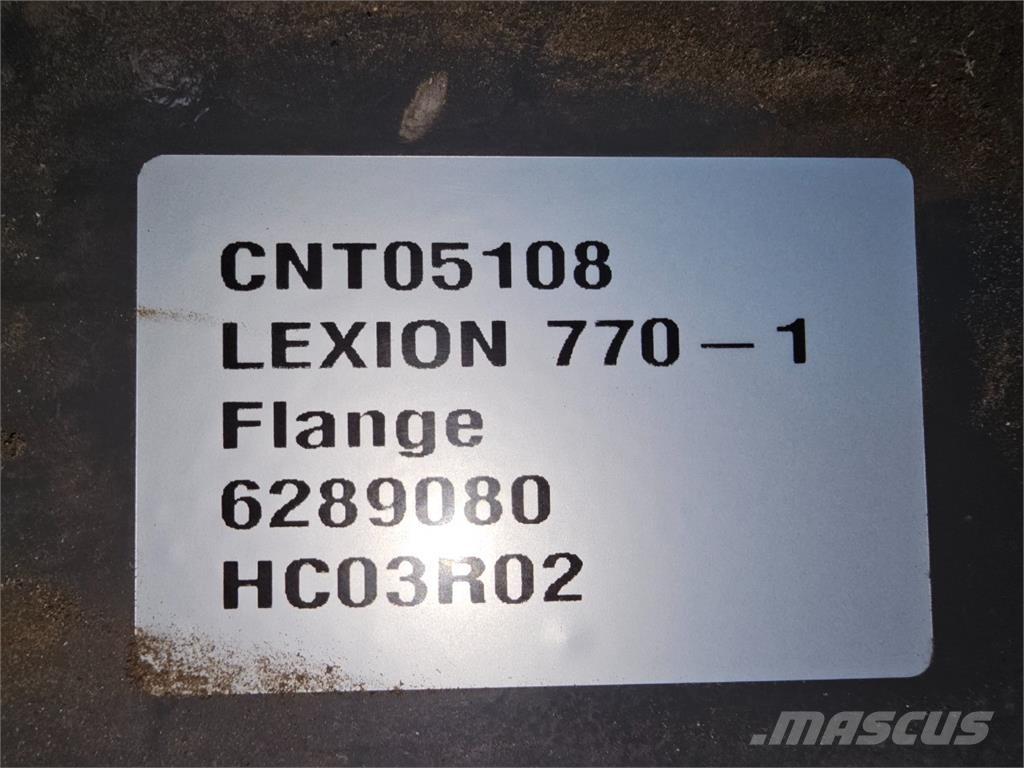 CNT05108
LEXION 770-1
Flange
6289080
HC03R02
MASCUS